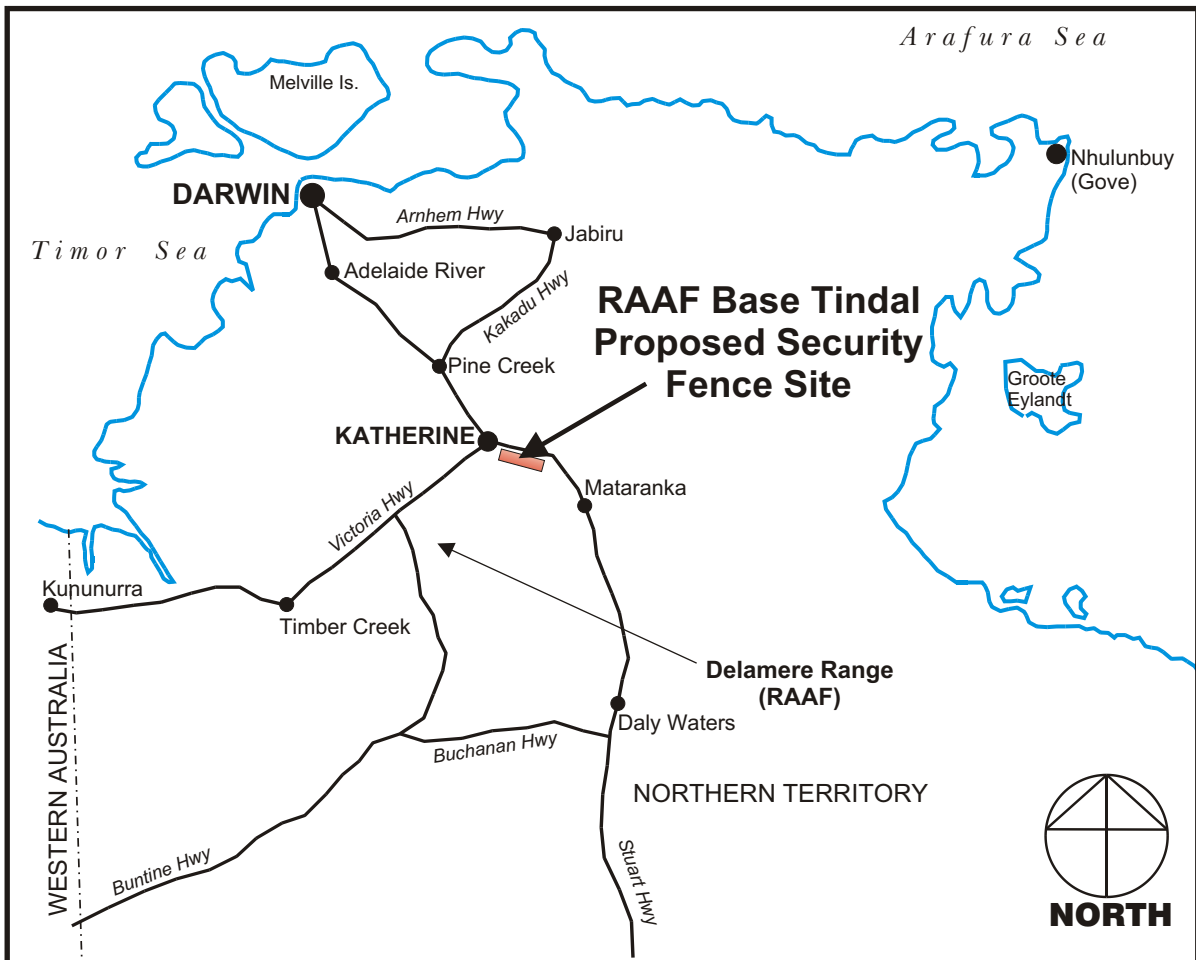 Arafura Sea
Melville Is.
Nhulunbuy
(Gove)
DARWIN
Arnhem Hwy
Jabiru
Timor Sea
Adelaide River
Kakadu Hwy
RAAF Base Tindal
Proposed Security
Fence Site
Pine Creek
Groote
Eylandt
KATHERINE
Mataranka
Victoria Hwy
Kununurra
Timber Creek
WESTERN AUSTRALIA
Delamere Range
(RAAF)
Daly Waters
Buchanan Hwy
NORTHERN TERRITORY
Buntine Hwy
Stuart Hwy
NORTH